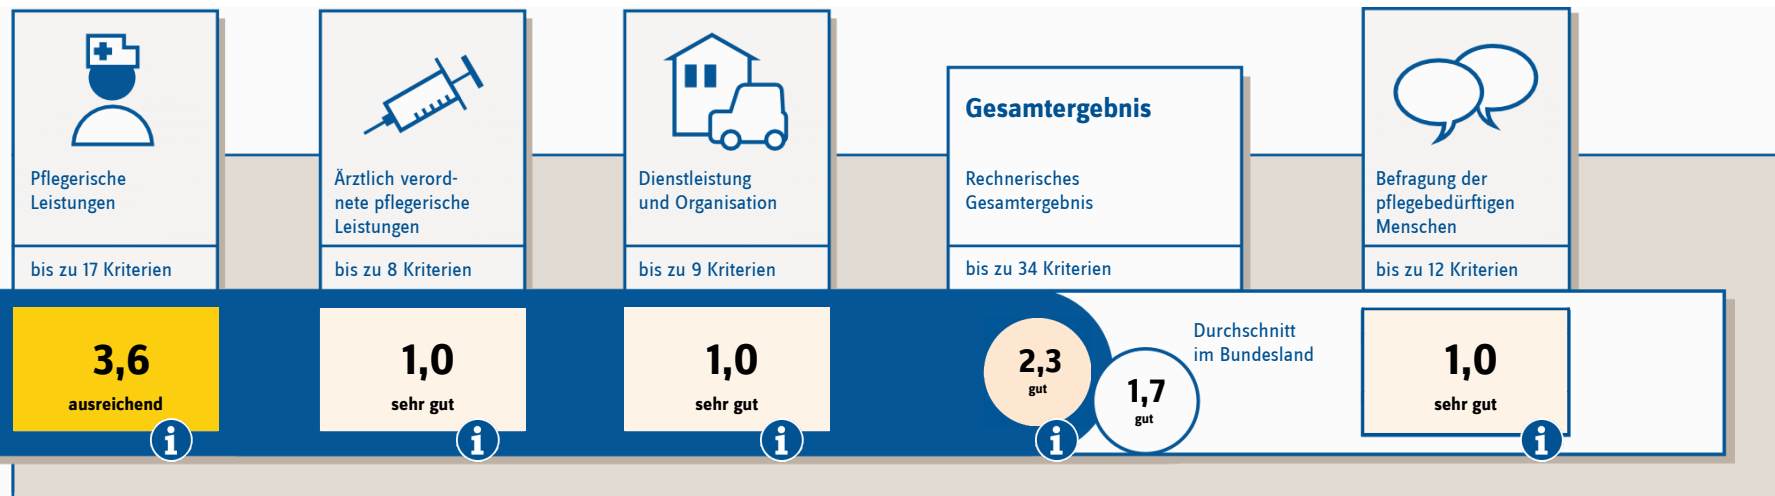 Pflegerische
Leistungen
bis zu 17 Kriterien
3,6
ausreichend
i
Ärztlich verord-
nete pflegerische
Leistungen
bis zu 8 Kriterien
1,0
sehr gut
i
Dienstleistung
und Organisation
bis zu 9 Kriterien
1,0
sehr gut
i
Gesamtergebnis
Rechnerisches
Gesamtergebnis
bis zu 34 Kriterien
2,3
gut
i
1,7
gut
Durchschnitt
im Bundesland
Befragung der
pflegebedürftigen
Menschen
bis zu 12 Kriterien
1,0
sehr gut
i